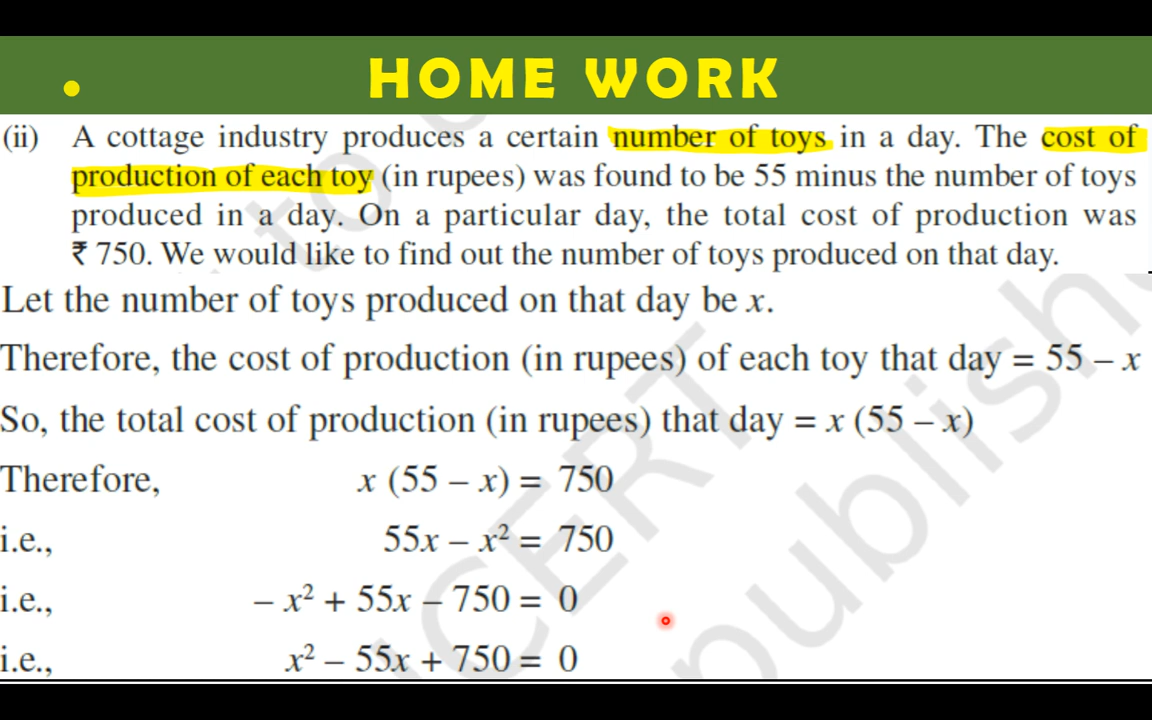 • HOME WORK
(ii) A cottage industry produces a certain number of toys in a day. The cost of
production of each toy (in rupees) was found to be 55 minus the number of toys
produced in a day. On a particular day, the total cost of production was
₹ 750. We would like to find out the number of toys produced on that day.
Let the number of toys produced on that day be x.
Therefore, the cost of production (in rupees) of each toy that day = 55 – x
So, the total cost of production (in rupees) that day = x (55 – x)
Therefore, x (55 – x) = 750
i.e., 55x – x² = 750
i.e., – x² + 55x – 750 = 0
i.e., x² – 55x + 750 = 0